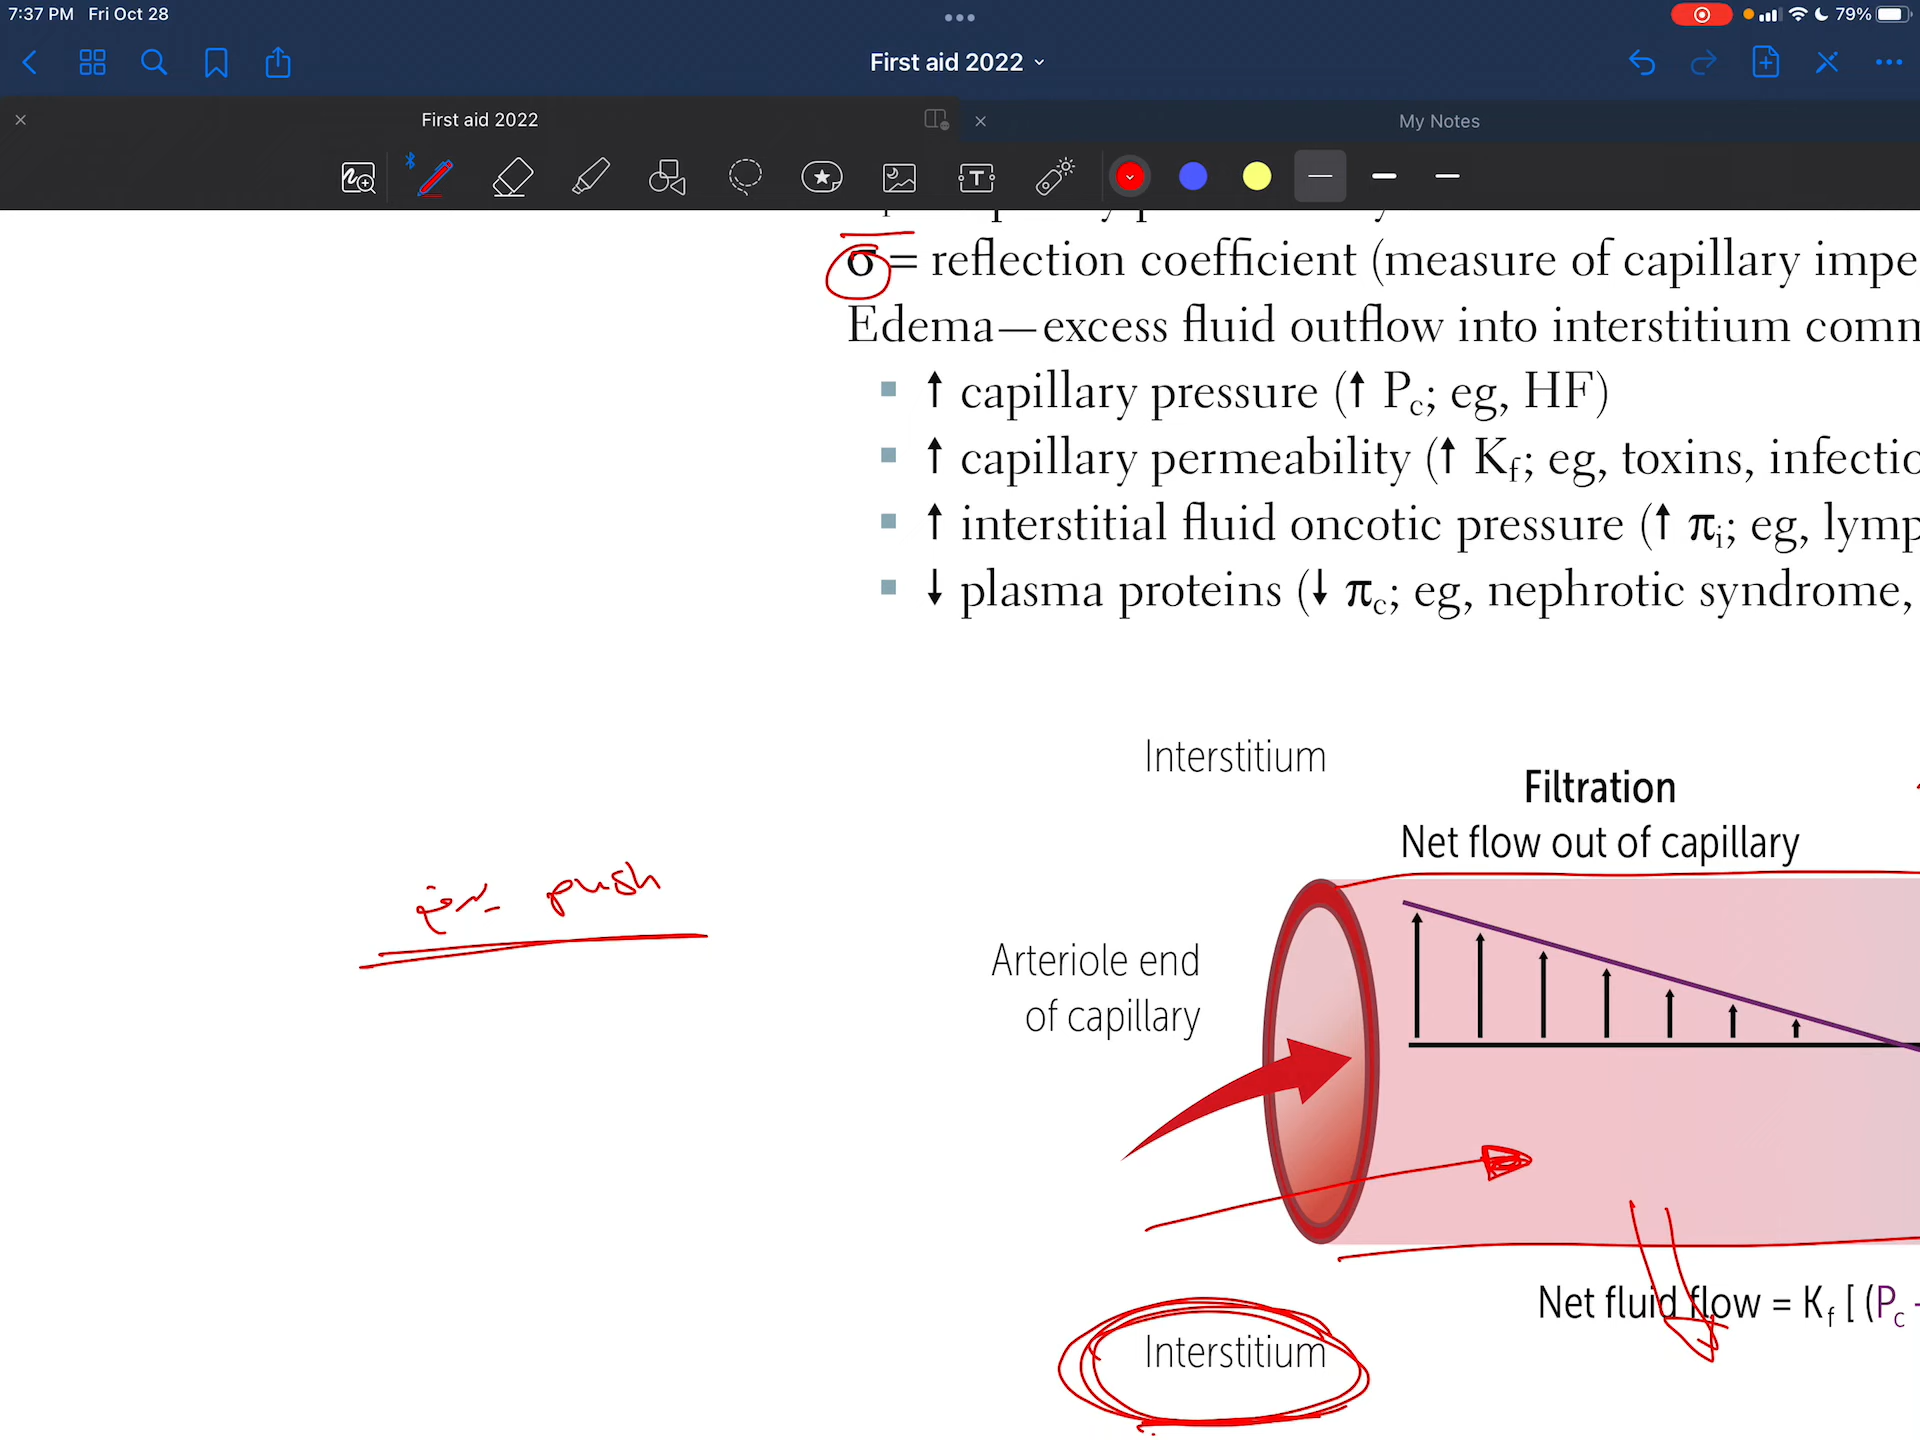 7:37 PM Fri Oct 28
79%
First aid 2022
First aid 2022
My Notes
σ = reflection coefficient (measure of capillary impe
Edema—excess fluid outflow into interstitium comm
↑ capillary pressure (↑ Pc; eg, HF)
↑ capillary permeability (↑ Kf; eg, toxins, infectio
↑ interstitial fluid oncotic pressure (↑ πi; eg, lymp
↓ plasma proteins (↓ πc; eg, nephrotic syndrome,
Interstitium
Filtration
Net flow out of capillary
push
Arteriole end
of capillary
Net fluid flow = Kf [ (Pc -
Interstitium